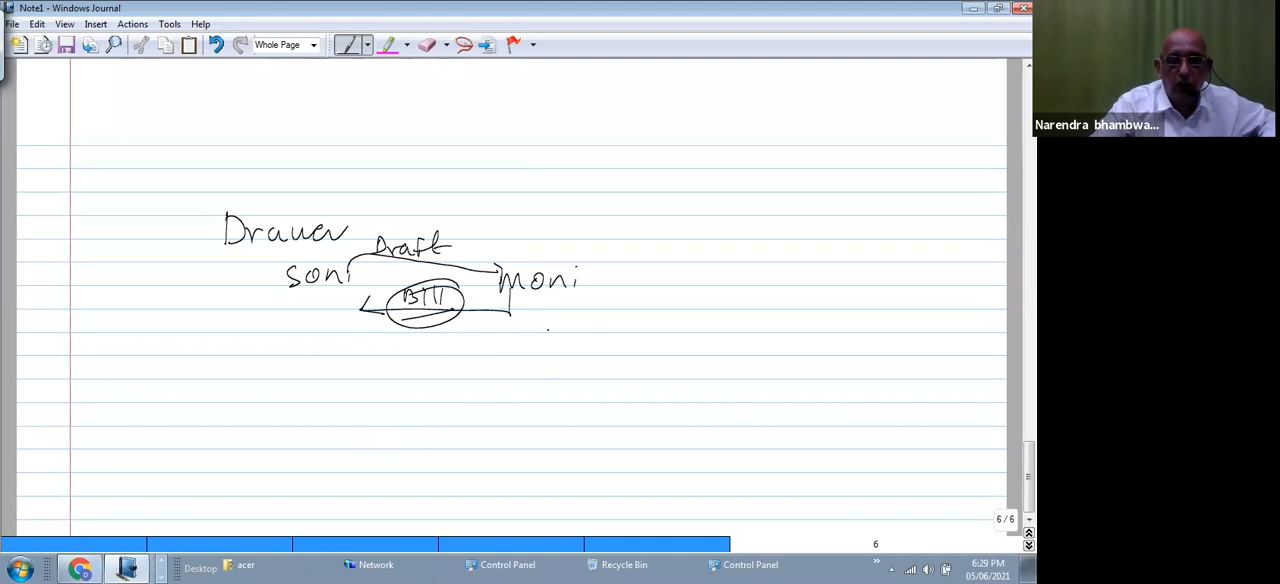 Note1 - Windows Journal
File Edit View Insert Actions Tools Help
Whole Page
Narendra bhambwa...
Drawer
Draft
soni moni
Bill
6 / 6
6
Desktop acer Network Control Panel Recycle Bin Control Panel
6:29 PM
05/06/2021